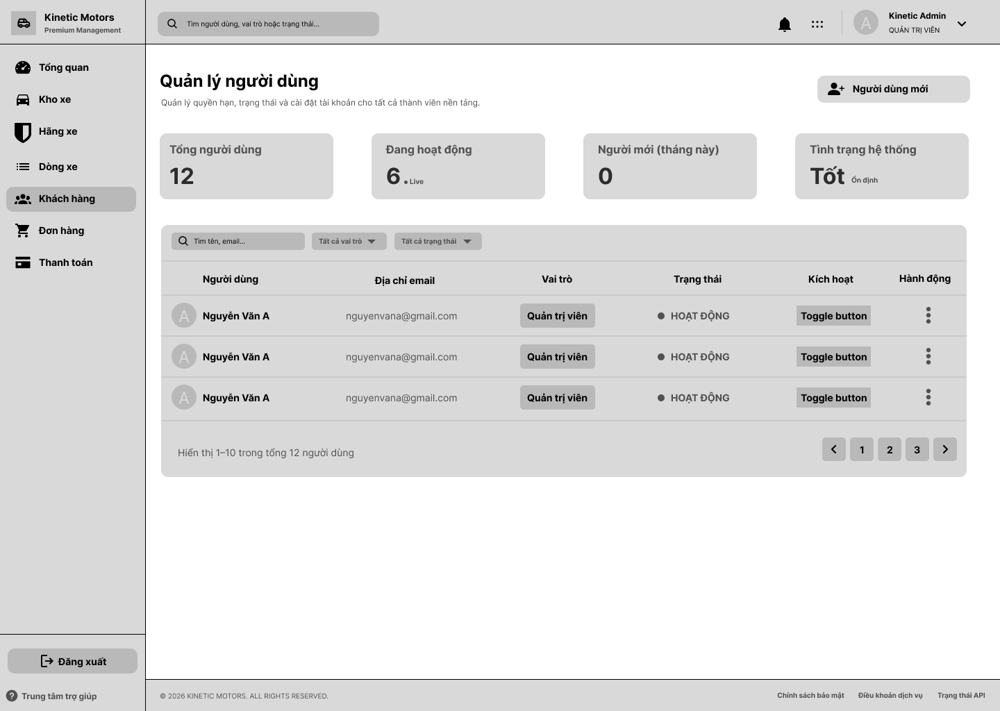 Kinetic Motors
Premium Management
Tìm người dùng, vai trò hoặc trạng thái...
A
Kinetic Admin
QUẢN TRỊ VIÊN
Tổng quan
Kho xe
Hãng xe
Dòng xe
Khách hàng
Đơn hàng
Thanh toán
Đăng xuất
Trung tâm trợ giúp
Quản lý người dùng
Quản lý quyền hạn, trạng thái và cài đặt tài khoản cho tất cả thành viên nền tảng.
Người dùng mới
Tổng người dùng
12
Đang hoạt động
6 Live
Người mới (tháng này)
0
Tình trạng hệ thống
Tốt Ổn định
Tìm tên, email... Tất cả vai trò Tất cả trạng thái
Người dùng Địa chỉ email Vai trò Trạng thái Kích hoạt Hành động
A Nguyễn Văn A nguyenvana@gmail.com Quản trị viên HOẠT ĐỘNG Toggle button
A Nguyễn Văn A nguyenvana@gmail.com Quản trị viên HOẠT ĐỘNG Toggle button
A Nguyễn Văn A nguyenvana@gmail.com Quản trị viên HOẠT ĐỘNG Toggle button
Hiển thị 1–10 trong tổng 12 người dùng 1 2 3
© 2026 KINETIC MOTORS. ALL RIGHTS RESERVED. Chính sách bảo mật Điều khoản dịch vụ Trạng thái API